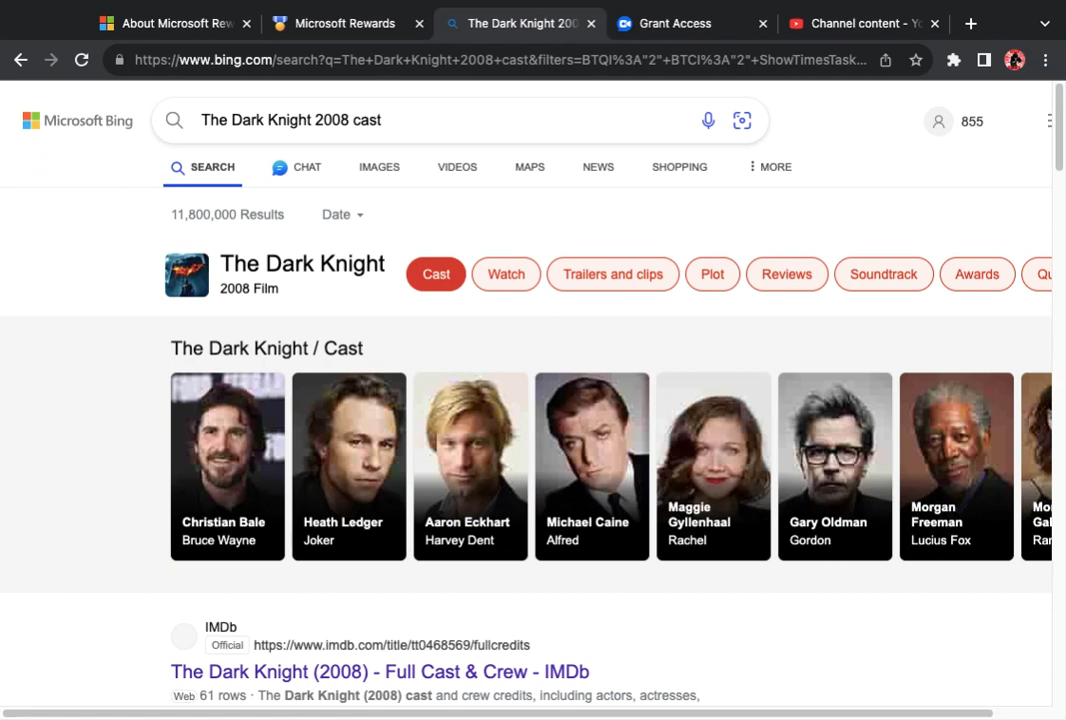 About Microsoft Rew
Microsoft Rewards
The Dark Knight 200
Grant Access
Channel content - Yo
https://www.bing.com/search?q=The+Dark+Knight+2008+cast&filters=BTQI%3A"2"+BTCI%3A"2"+ShowTimesTask...
Microsoft Bing
The Dark Knight 2008 cast
855
SEARCH
CHAT
IMAGES
VIDEOS
MAPS
NEWS
SHOPPING
MORE
11,800,000 Results
Date
The Dark Knight
2008 Film
Cast
Watch
Trailers and clips
Plot
Reviews
Soundtrack
Awards
Qu
The Dark Knight / Cast
Christian Bale
Bruce Wayne
Heath Ledger
Joker
Aaron Eckhart
Harvey Dent
Michael Caine
Alfred
Maggie
Gyllenhaal
Rachel
Gary Oldman
Gordon
Morgan
Freeman
Lucius Fox
Mo
Gal
Ran
IMDb
Official https://www.imdb.com/title/tt0468569/fullcredits
The Dark Knight (2008) - Full Cast & Crew - IMDb
Web 61 rows · The Dark Knight (2008) cast and crew credits, including actors, actresses,